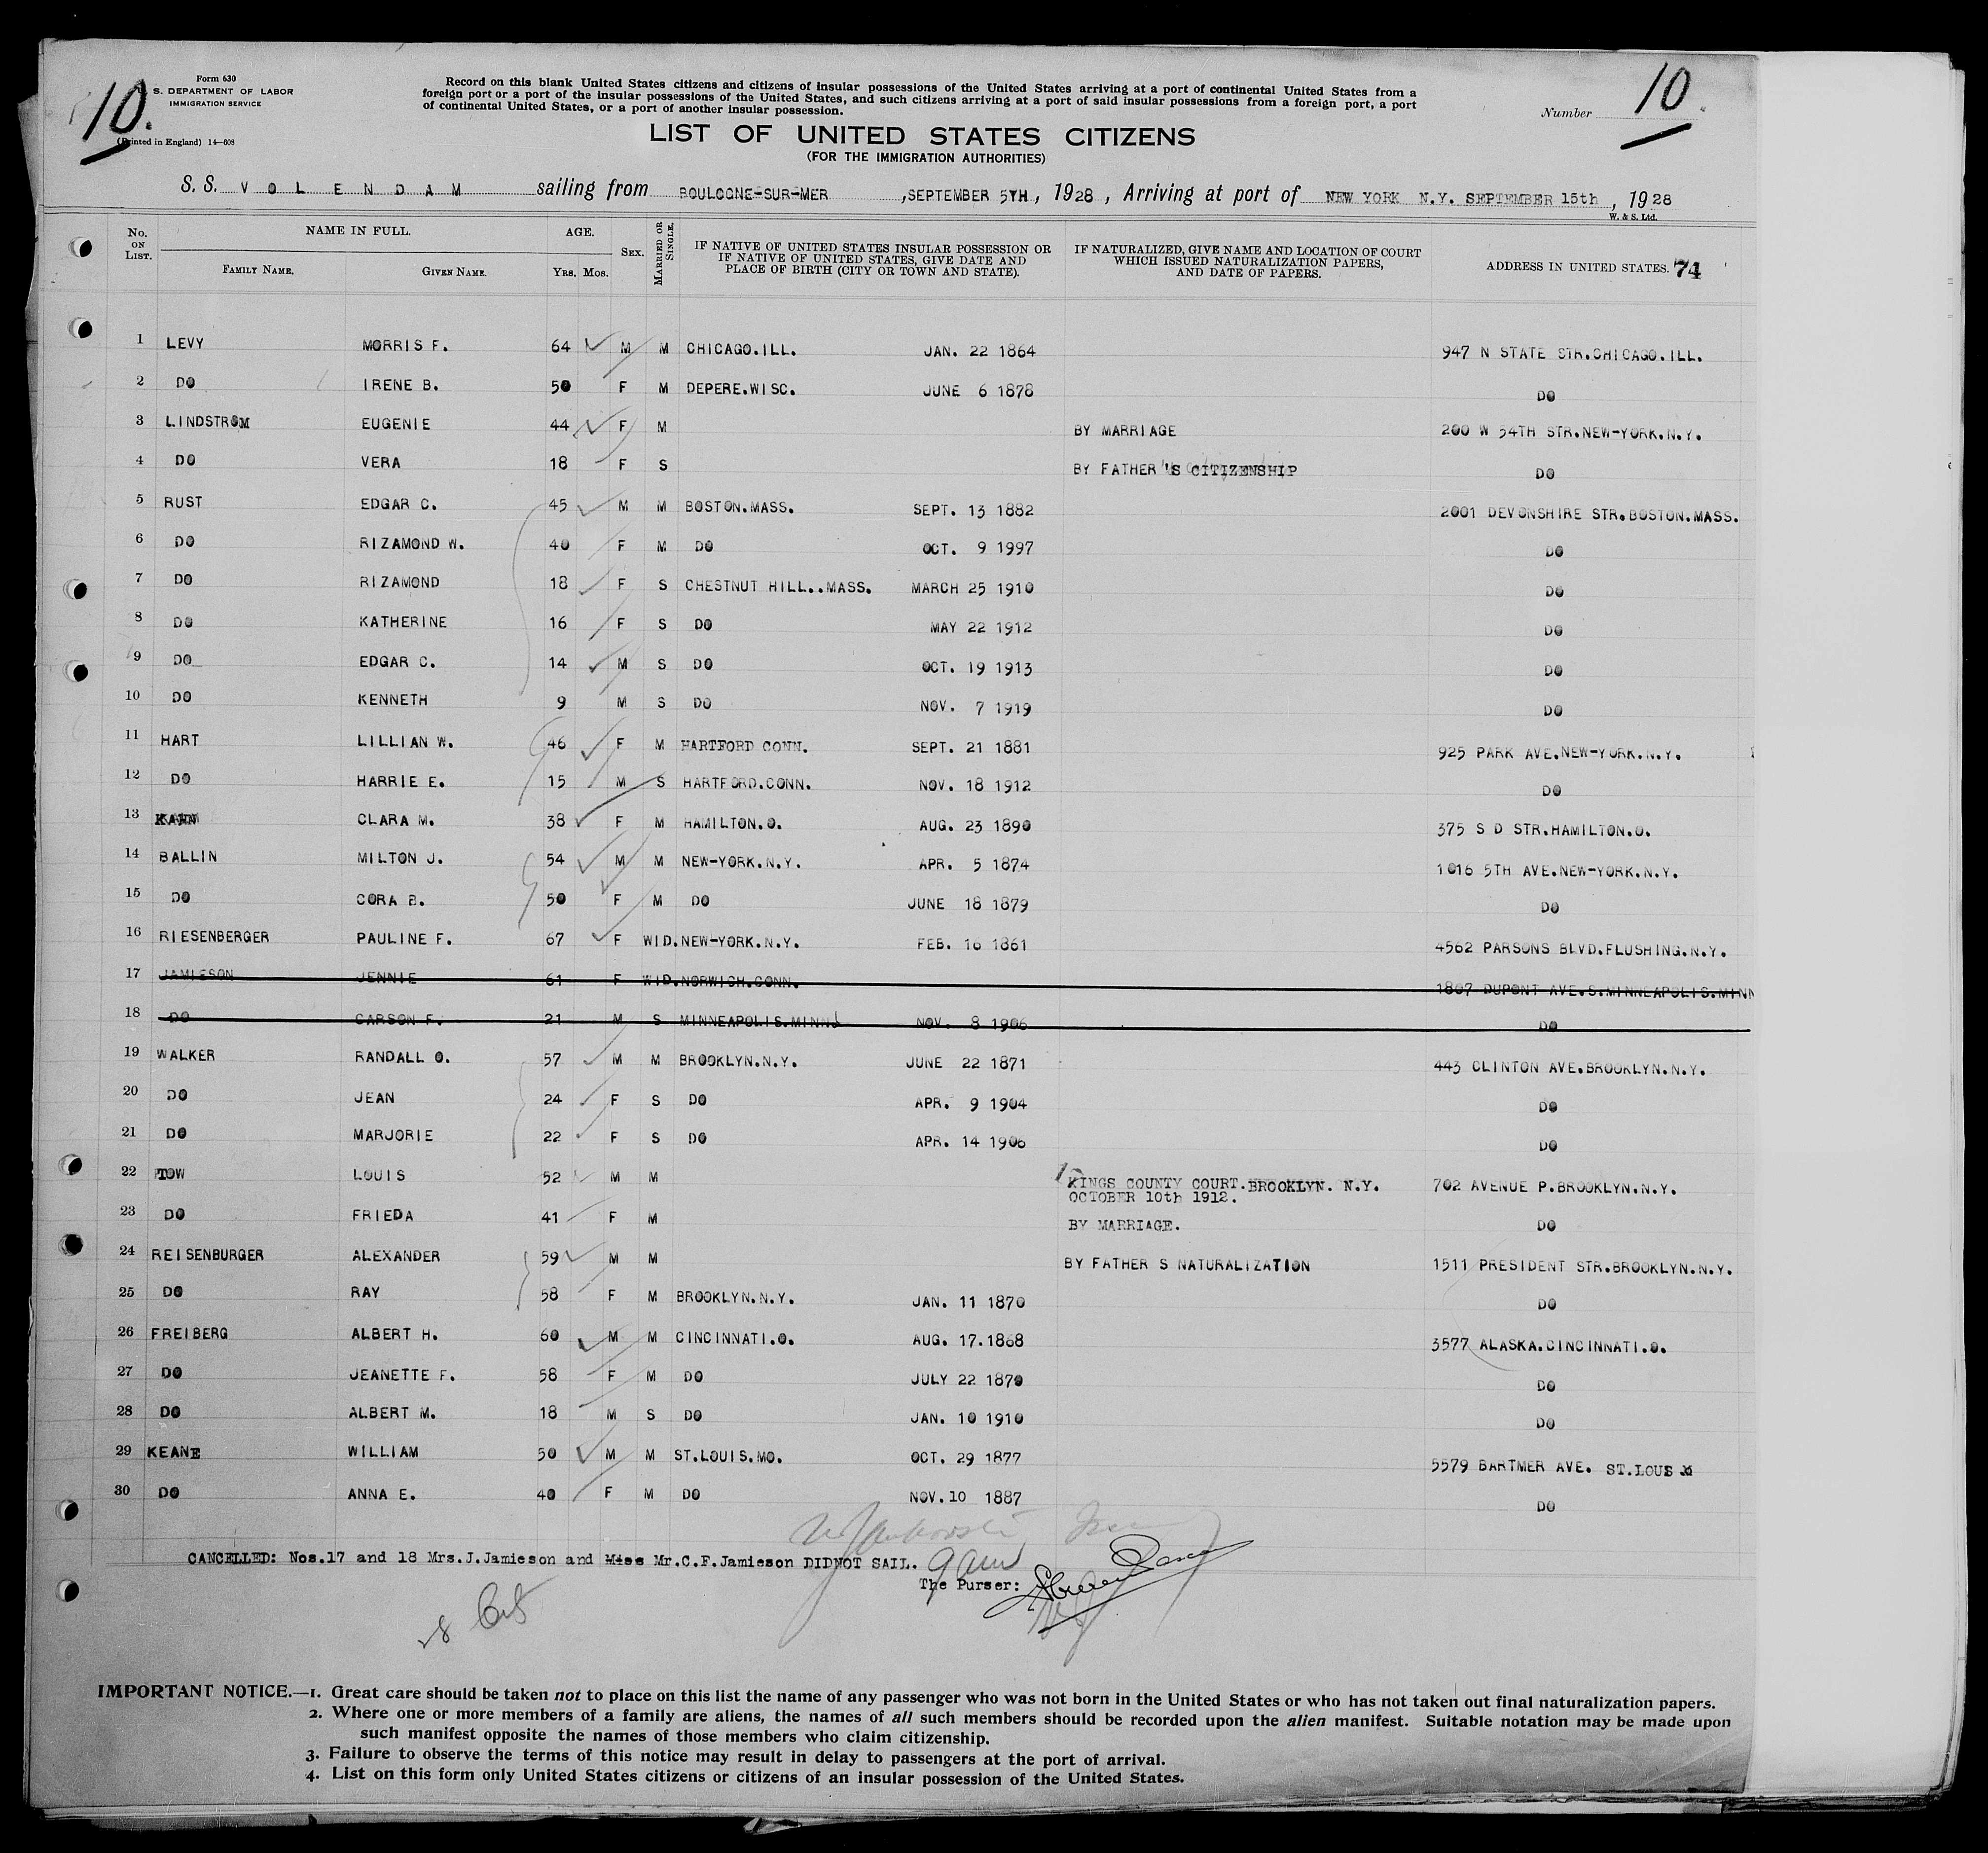 Form 630
S. DEPARTMENT OF LABOR
IMMIGRATION SERVICE
10.
(Printed in England) 14—608
Record on this blank United States citizens and citizens of insular possessions of the United States arriving at a port of continental United States from a
foreign port or a port of the insular possessions of the United States, and such citizens arriving at a port of said insular possessions from a foreign port, a port
of continental United States, or a port of another insular possession.
Number 10
LIST OF UNITED STATES CITIZENS
(FOR THE IMMIGRATION AUTHORITIES)
S. S. VOLENDAM sailing from BOULOGNE-SUR-MER, SEPTEMBER 5TH, 1928, Arriving at port of NEW YORK N.Y. SEPTEMBER 15th, 1928
W. & S. Ltd.
No. ON LIST. NAME IN FULL. FAMILY NAME. GIVEN NAME. AGE. Yrs. Mos. SEX. MARRIED OR SINGLE. IF NATIVE OF UNITED STATES INSULAR POSSESSION OR IF NATIVE OF UNITED STATES, GIVE DATE AND PLACE OF BIRTH (CITY OR TOWN AND STATE). IF NATURALIZED, GIVE NAME AND LOCATION OF COURT WHICH ISSUED NATURALIZATION PAPERS, AND DATE OF PAPERS. ADDRESS IN UNITED STATES. 74
1 LEVY MORRIS F. 64 M M CHICAGO.ILL. JAN. 22 1864 947 N STATE STR.CHICAGO.ILL.
2 DO IRENE B. 50 F M DEPERE.WISC. JUNE 6 1878 DO
3 LINDSTROM EUGENIE 44 F M BY MARRIAGE 200 W 54TH STR.NEW-YORK.N.Y.
4 DO VERA 18 F S BY FATHER'S CITIZENSHIP DO
5 RUST EDGAR C. 45 M M BOSTON.MASS. SEPT. 13 1882 2001 DEVONSHIRE STR.BOSTON.MASS.
6 DO RIZAMOND W. 40 F M DO OCT. 9 1997 DO
7 DO RIZAMOND 18 F S CHESTNUT HILL..MASS. MARCH 25 1910 DO
8 DO KATHERINE 16 F S DO MAY 22 1912 DO
9 DO EDGAR C. 14 M S DO OCT. 19 1913 DO
10 DO KENNETH 9 M S DO NOV. 7 1919 DO
11 HART LILLIAN W. 46 F M HARTFORD CONN. SEPT. 21 1881 925 PARK AVE.NEW-YORK.N.Y.
12 DO HARRIE E. 15 M S HARTFORD.CONN. NOV. 18 1912 DO
13 KAHN CLARA M. 38 F M HAMILTON.O. AUG. 23 1890 375 S D STR.HAMILTON.O.
14 BALLIN MILTON J. 54 M M NEW-YORK.N.Y. APR. 5 1874 1016 5TH AVE.NEW-YORK.N.Y.
15 DO CORA B. 50 F M DO JUNE 18 1879 DO
16 RIESENBERGER PAULINE F. 67 F WID. NEW-YORK.N.Y. FEB. 16 1861 4562 PARSONS BLVD.FLUSHING.N.Y.
17 JAMIESON JENNIE 61 F WID. NORWICH.CONN. 1807 DUPONT AVE.S.MINNEAPOLIS.MINN
18 DO CARSON F. 21 M S MINNEAPOLIS.MINN. NOV. 8 1906 DO
19 WALKER RANDALL O. 57 M M BROOKLYN.N.Y. JUNE 22 1871 443 CLINTON AVE.BROOKLYN.N.Y.
20 DO JEAN 24 F S DO APR. 9 1904 DO
21 DO MARJORIE 22 F S DO APR. 14 1906 DO
22 TOW LOUIS 52 M M KINGS COUNTY COURT.BROOKLYN. N.Y. 702 AVENUE P.BROOKLYN.N.Y.
OCTOBER 10th 1912.
23 DO FRIEDA 41 F M BY MARRIAGE. DO
24 REISENBURGER ALEXANDER 59 M M BY FATHER S NATURALIZATION 1511 PRESIDENT STR.BROOKLYN.N.Y.
25 DO RAY 58 F M BROOKLYN.N.Y. JAN. 11 1870 DO
26 FREIBERG ALBERT H. 60 M M CINCINNATI.O. AUG. 17.1868 3577 ALASKA.CINCINNATI.O.
27 DO JEANETTE F. 58 F M DO JULY 22 1870 DO
28 DO ALBERT M. 18 M S DO JAN. 10 1910 DO
29 KEANE WILLIAM 50 M M ST.LOUIS.MO. OCT. 29 1877 5579 BARTMER AVE. ST.LOUS
30 DO ANNA E. 40 F M DO NOV.10 1887 DO
CANCELLED: Nos.17 and 18 Mrs.J.Jamieson and Miss Mr.C.F.Jamieson DIDNOT SAIL.
The Purser:
IMPORTANT NOTICE.—1. Great care should be taken not to place on this list the name of any passenger who was not born in the United States or who has not taken out final naturalization papers.
2. Where one or more members of a family are aliens, the names of all such members should be recorded upon the alien manifest. Suitable notation may be made upon
such manifest opposite the names of those members who claim citizenship.
3. Failure to observe the terms of this notice may result in delay to passengers at the port of arrival.
4. List on this form only United States citizens or citizens of an insular possession of the United States.